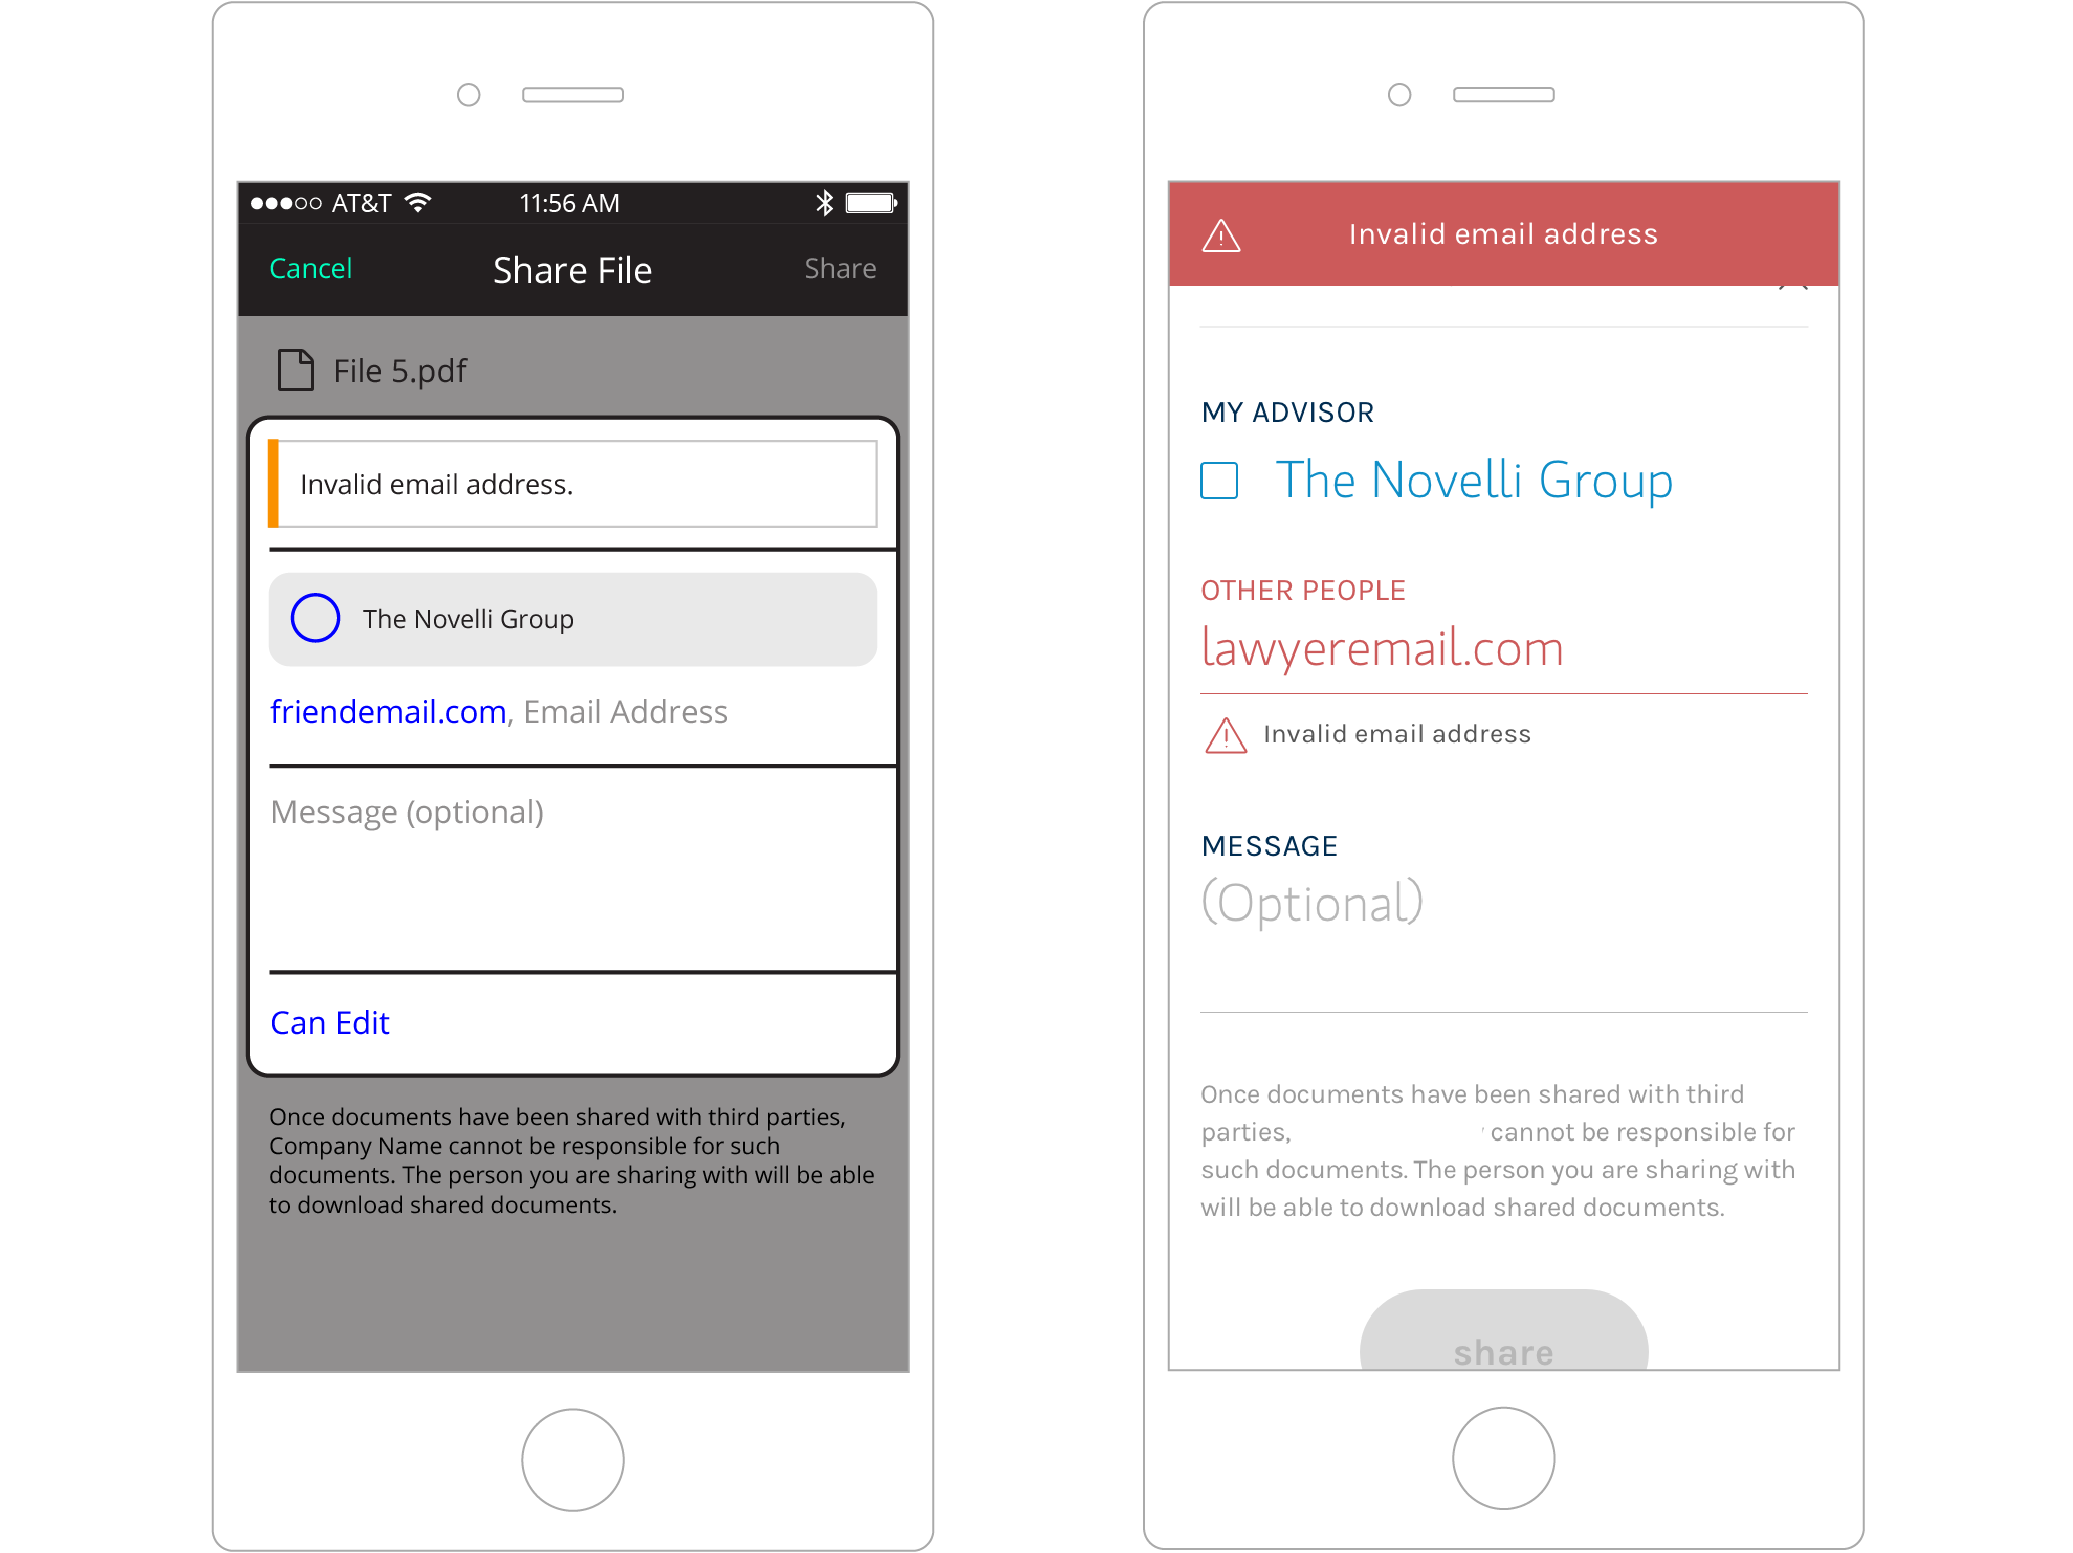 AT&T 11:56 AM
Cancel Share File Share
File 5.pdf
Invalid email address.
The Novelli Group
friendemail.com, Email Address
Message (optional)
Can Edit
Once documents have been shared with third parties,
Company Name cannot be responsible for such
documents. The person you are sharing with will be able
to download shared documents.
Invalid email address
MY ADVISOR
The Novelli Group
OTHER PEOPLE
lawyeremail.com
Invalid email address
MESSAGE
(Optional)
Once documents have been shared with third
parties, cannot be responsible for
such documents. The person you are sharing with
will be able to download shared documents.
share